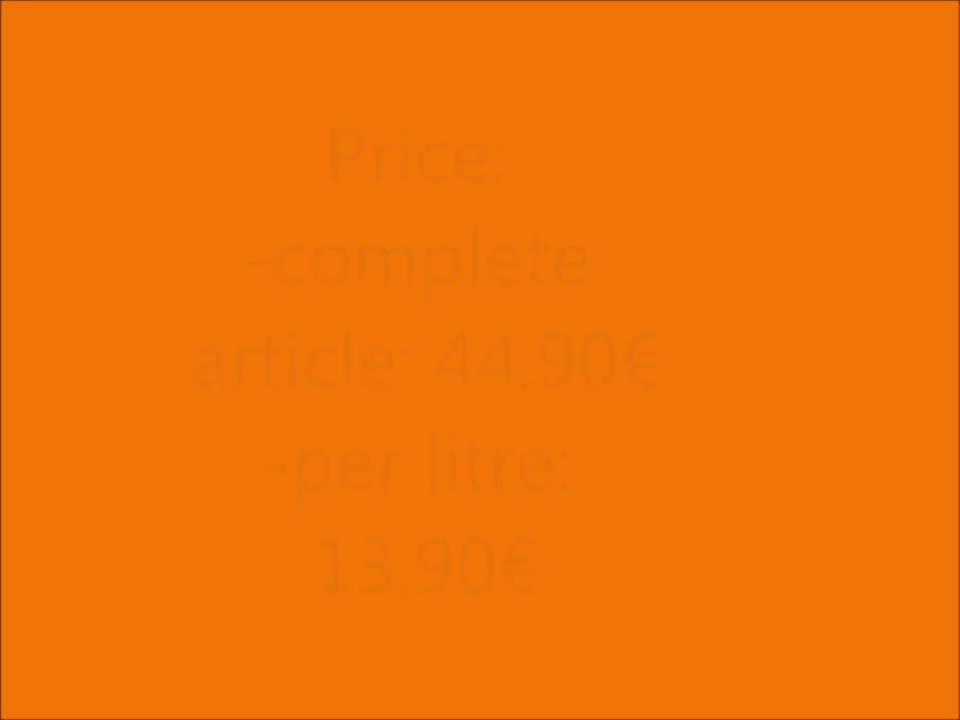 Price:
-complete
article: 44,90€
-per litre:
13,90€